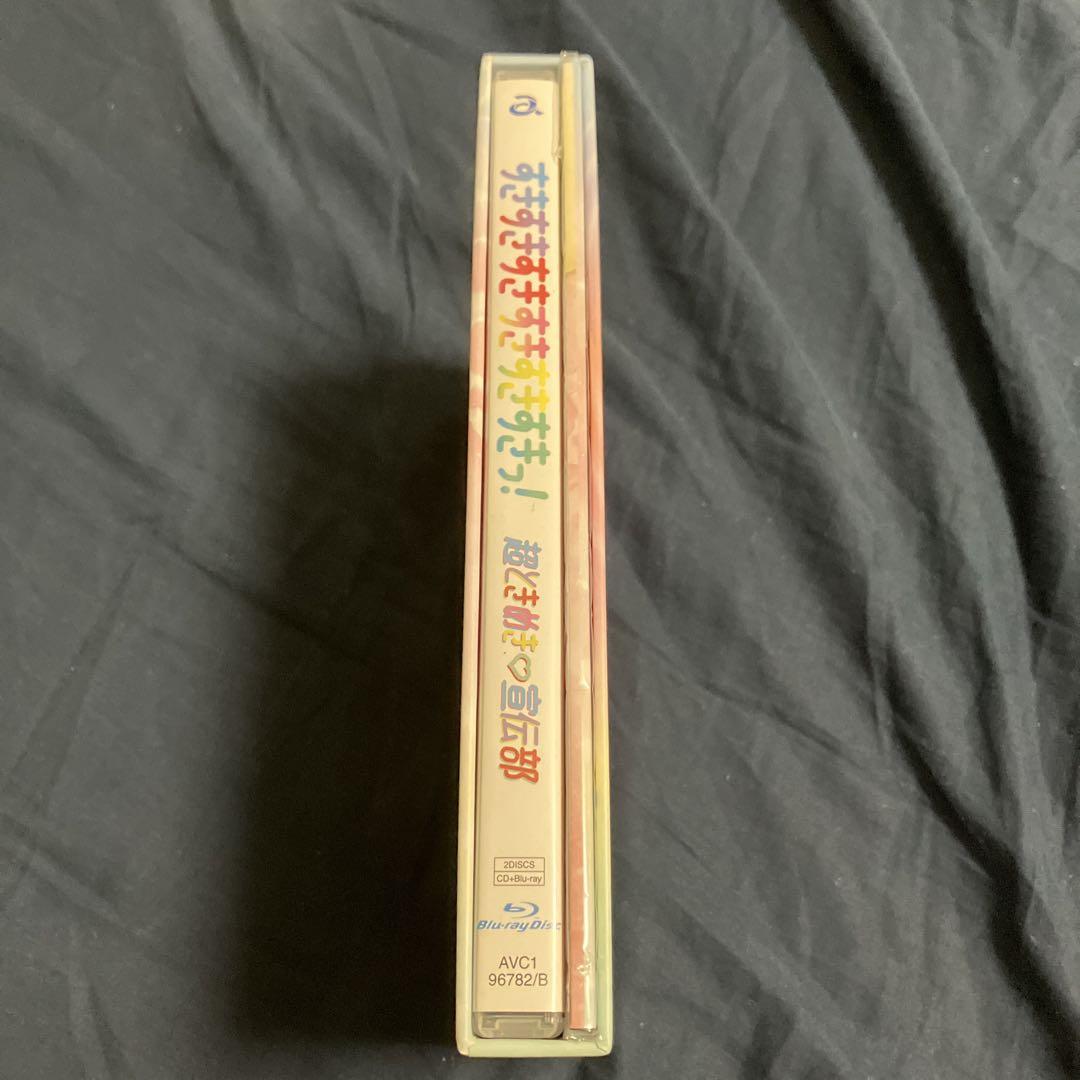 すきすきすきすきすきすきっ!
超ときめき♡宣伝部
2DISCS
CD+Blu-ray
Blu-ray Disc
AVC1
96782/B